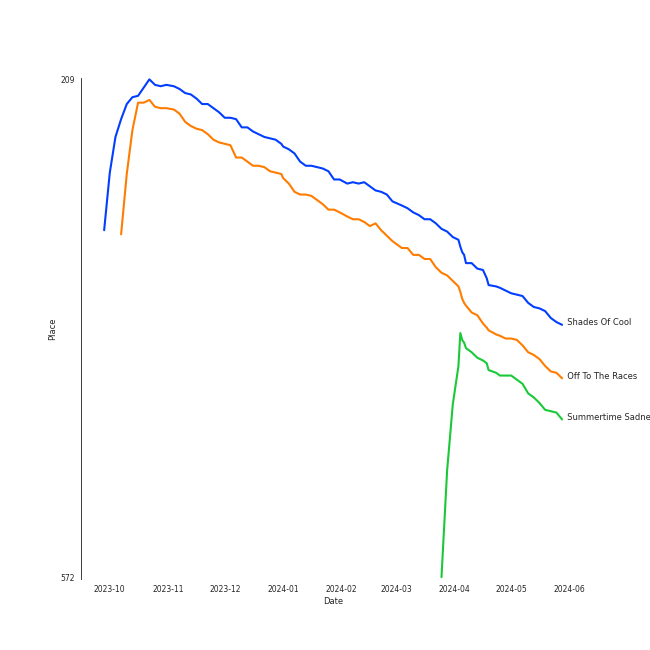 209
Shades Of Cool
Place
Off To The Races
Summertime Sadne
572
2023-10 2023-11 2023-12 2024-01 2024-02 2024-03 2024-04 2024-05 2024-06
Date